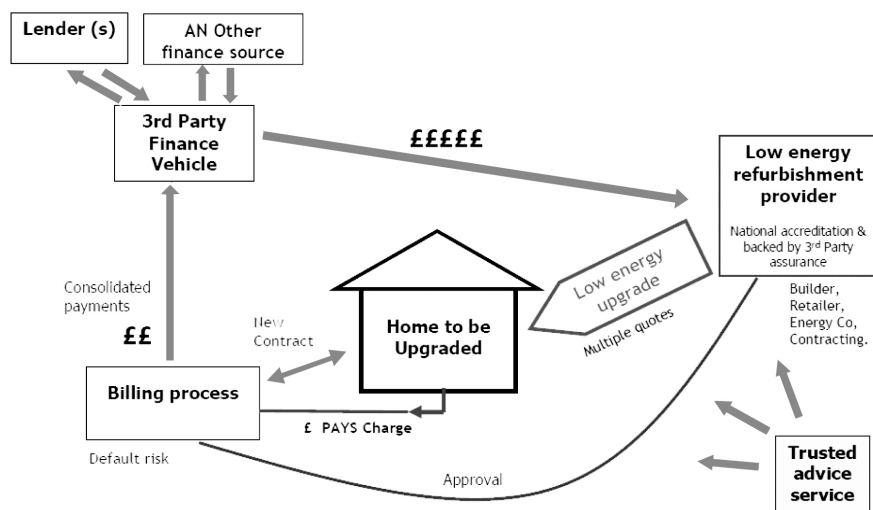 Lender (s)
AN Other
finance source
3rd Party
Finance
Vehicle
£££££
Low energy
refurbishment
provider
National accreditation &
backed by 3rd Party
assurance
Builder,
Retailer,
Energy Co,
Contracting.
Low energy
upgrade
Multiple quotes
Consolidated
payments
££
New
Contract
Home to be
Upgraded
Billing process
£ PAYS Charge
Default risk
Approval
Trusted
advice
service